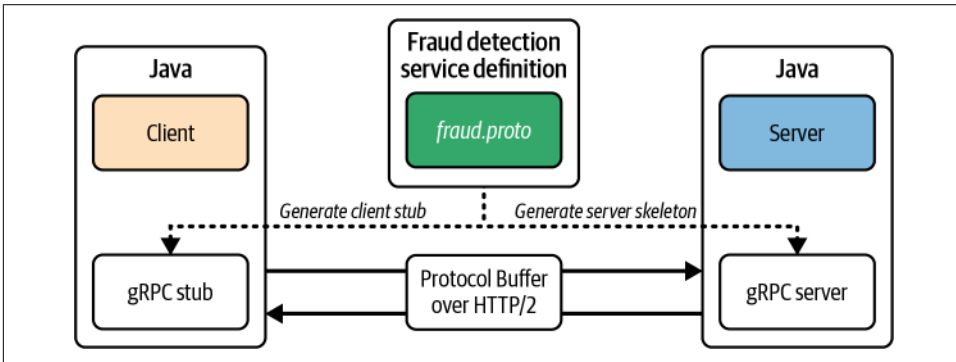 Java
Client
gRPC stub
Fraud detection
service definition
fraud.proto
Generate client stub
Generate server skeleton
Protocol Buffer
over HTTP/2
Java
Server
gRPC server